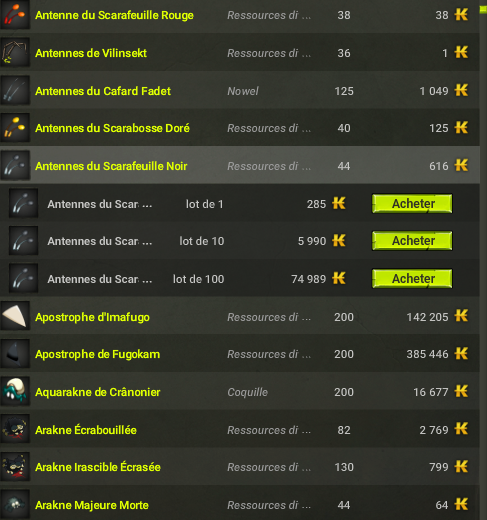 Antenne du Scarafeuille Rouge Ressources di ... 38 38
Antennes de Vilinsekt Ressources di ... 36 1
Antennes du Cafard Fadet Nowel 125 1 049
Antennes du Scarabosse Doré Ressources di ... 40 125
Antennes du Scarafeuille Noir Ressources di ... 44 616
Antennes du Scar ... lot de 1 285 Acheter
Antennes du Scar ... lot de 10 5 990 Acheter
Antennes du Scar ... lot de 100 74 989 Acheter
Apostrophe d'Imafugo Ressources di ... 200 142 205
Apostrophe de Fugokam Ressources di ... 200 385 446
Aquarakne de Crânonier Coquille 200 16 677
Arakne Écrabouillée Ressources di ... 82 2 769
Arakne Irascible Écrasée Ressources di ... 130 799
Arakne Majeure Morte Ressources di ... 44 64